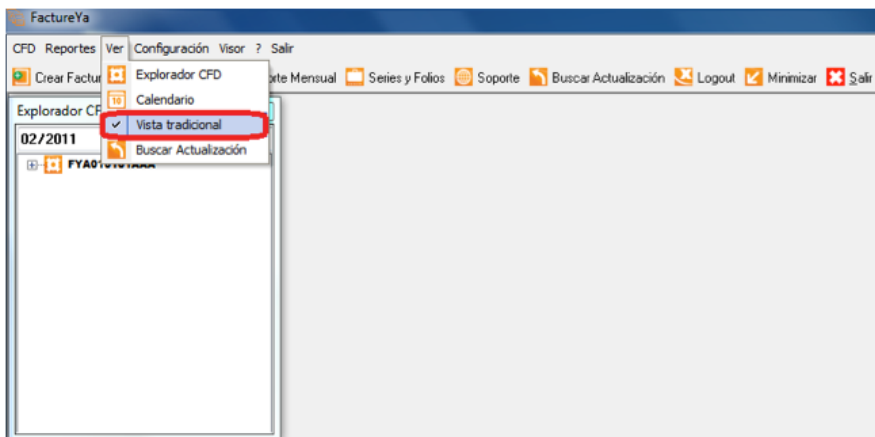 FactureYa
CFD Reportes Ver Configuración Visor ? Salir
Crear Factur rte Mensual Series y Folios Soporte Buscar Actualización Logout Minimizar Salir
Explorador CFD
Calendario
Vista tradicional
Buscar Actualización
Explorador CF
02/2011